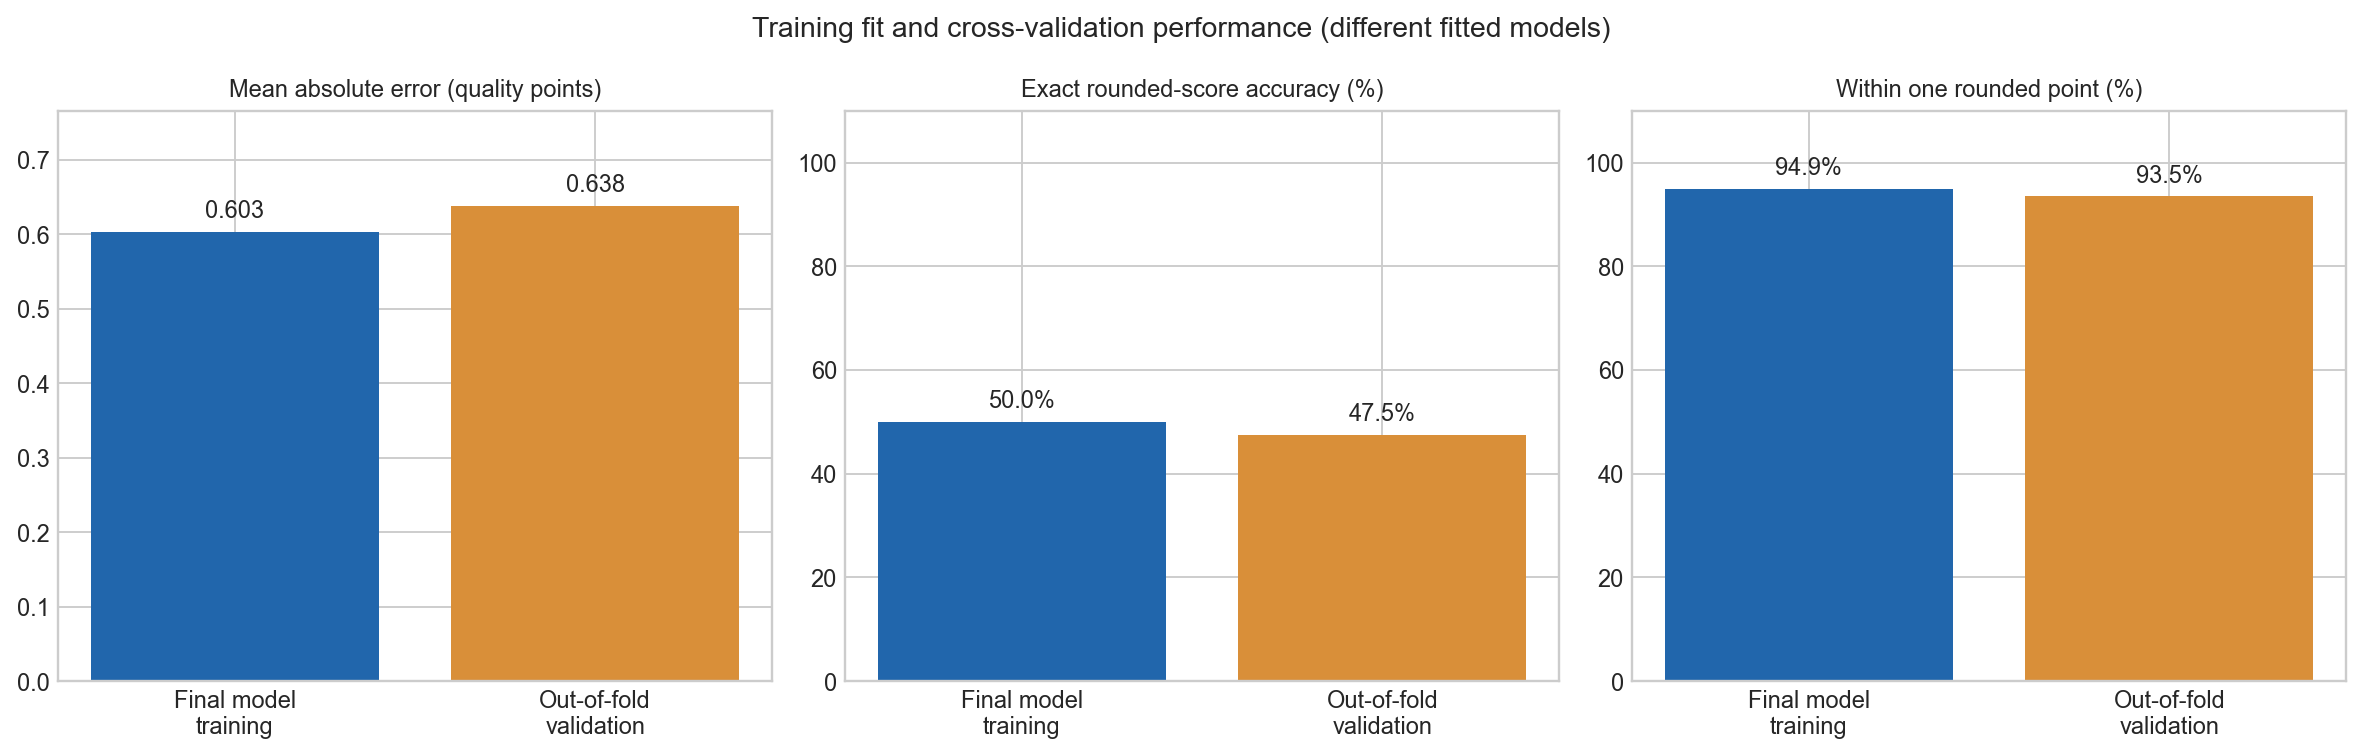 Training fit and cross-validation performance (different fitted models)
Mean absolute error (quality points)
0.7
0.6
0.5
0.4
0.3
0.2
0.1
0.0
0.603
0.638
Final model
training
Out-of-fold
validation
Exact rounded-score accuracy (%)
100
80
60
40
20
0
50.0%
47.5%
Final model
training
Out-of-fold
validation
Within one rounded point (%)
100
80
60
40
20
0
94.9%
93.5%
Final model
training
Out-of-fold
validation